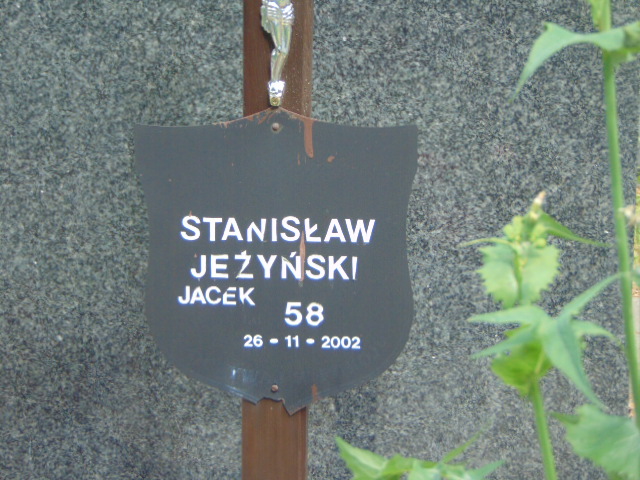 STANISŁAW
JEŻYŃSKI
JACEK 58
26 - 11 - 2002